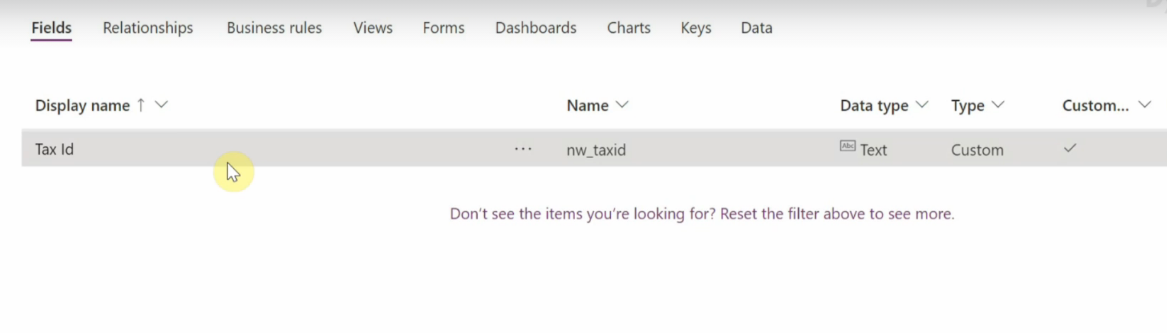 Fields Relationships Business rules Views Forms Dashboards Charts Keys Data
Display name ↑ Name Data type Type Custom...
Tax Id ... nw_taxid Abc Text Custom
Don't see the items you're looking for? Reset the filter above to see more.